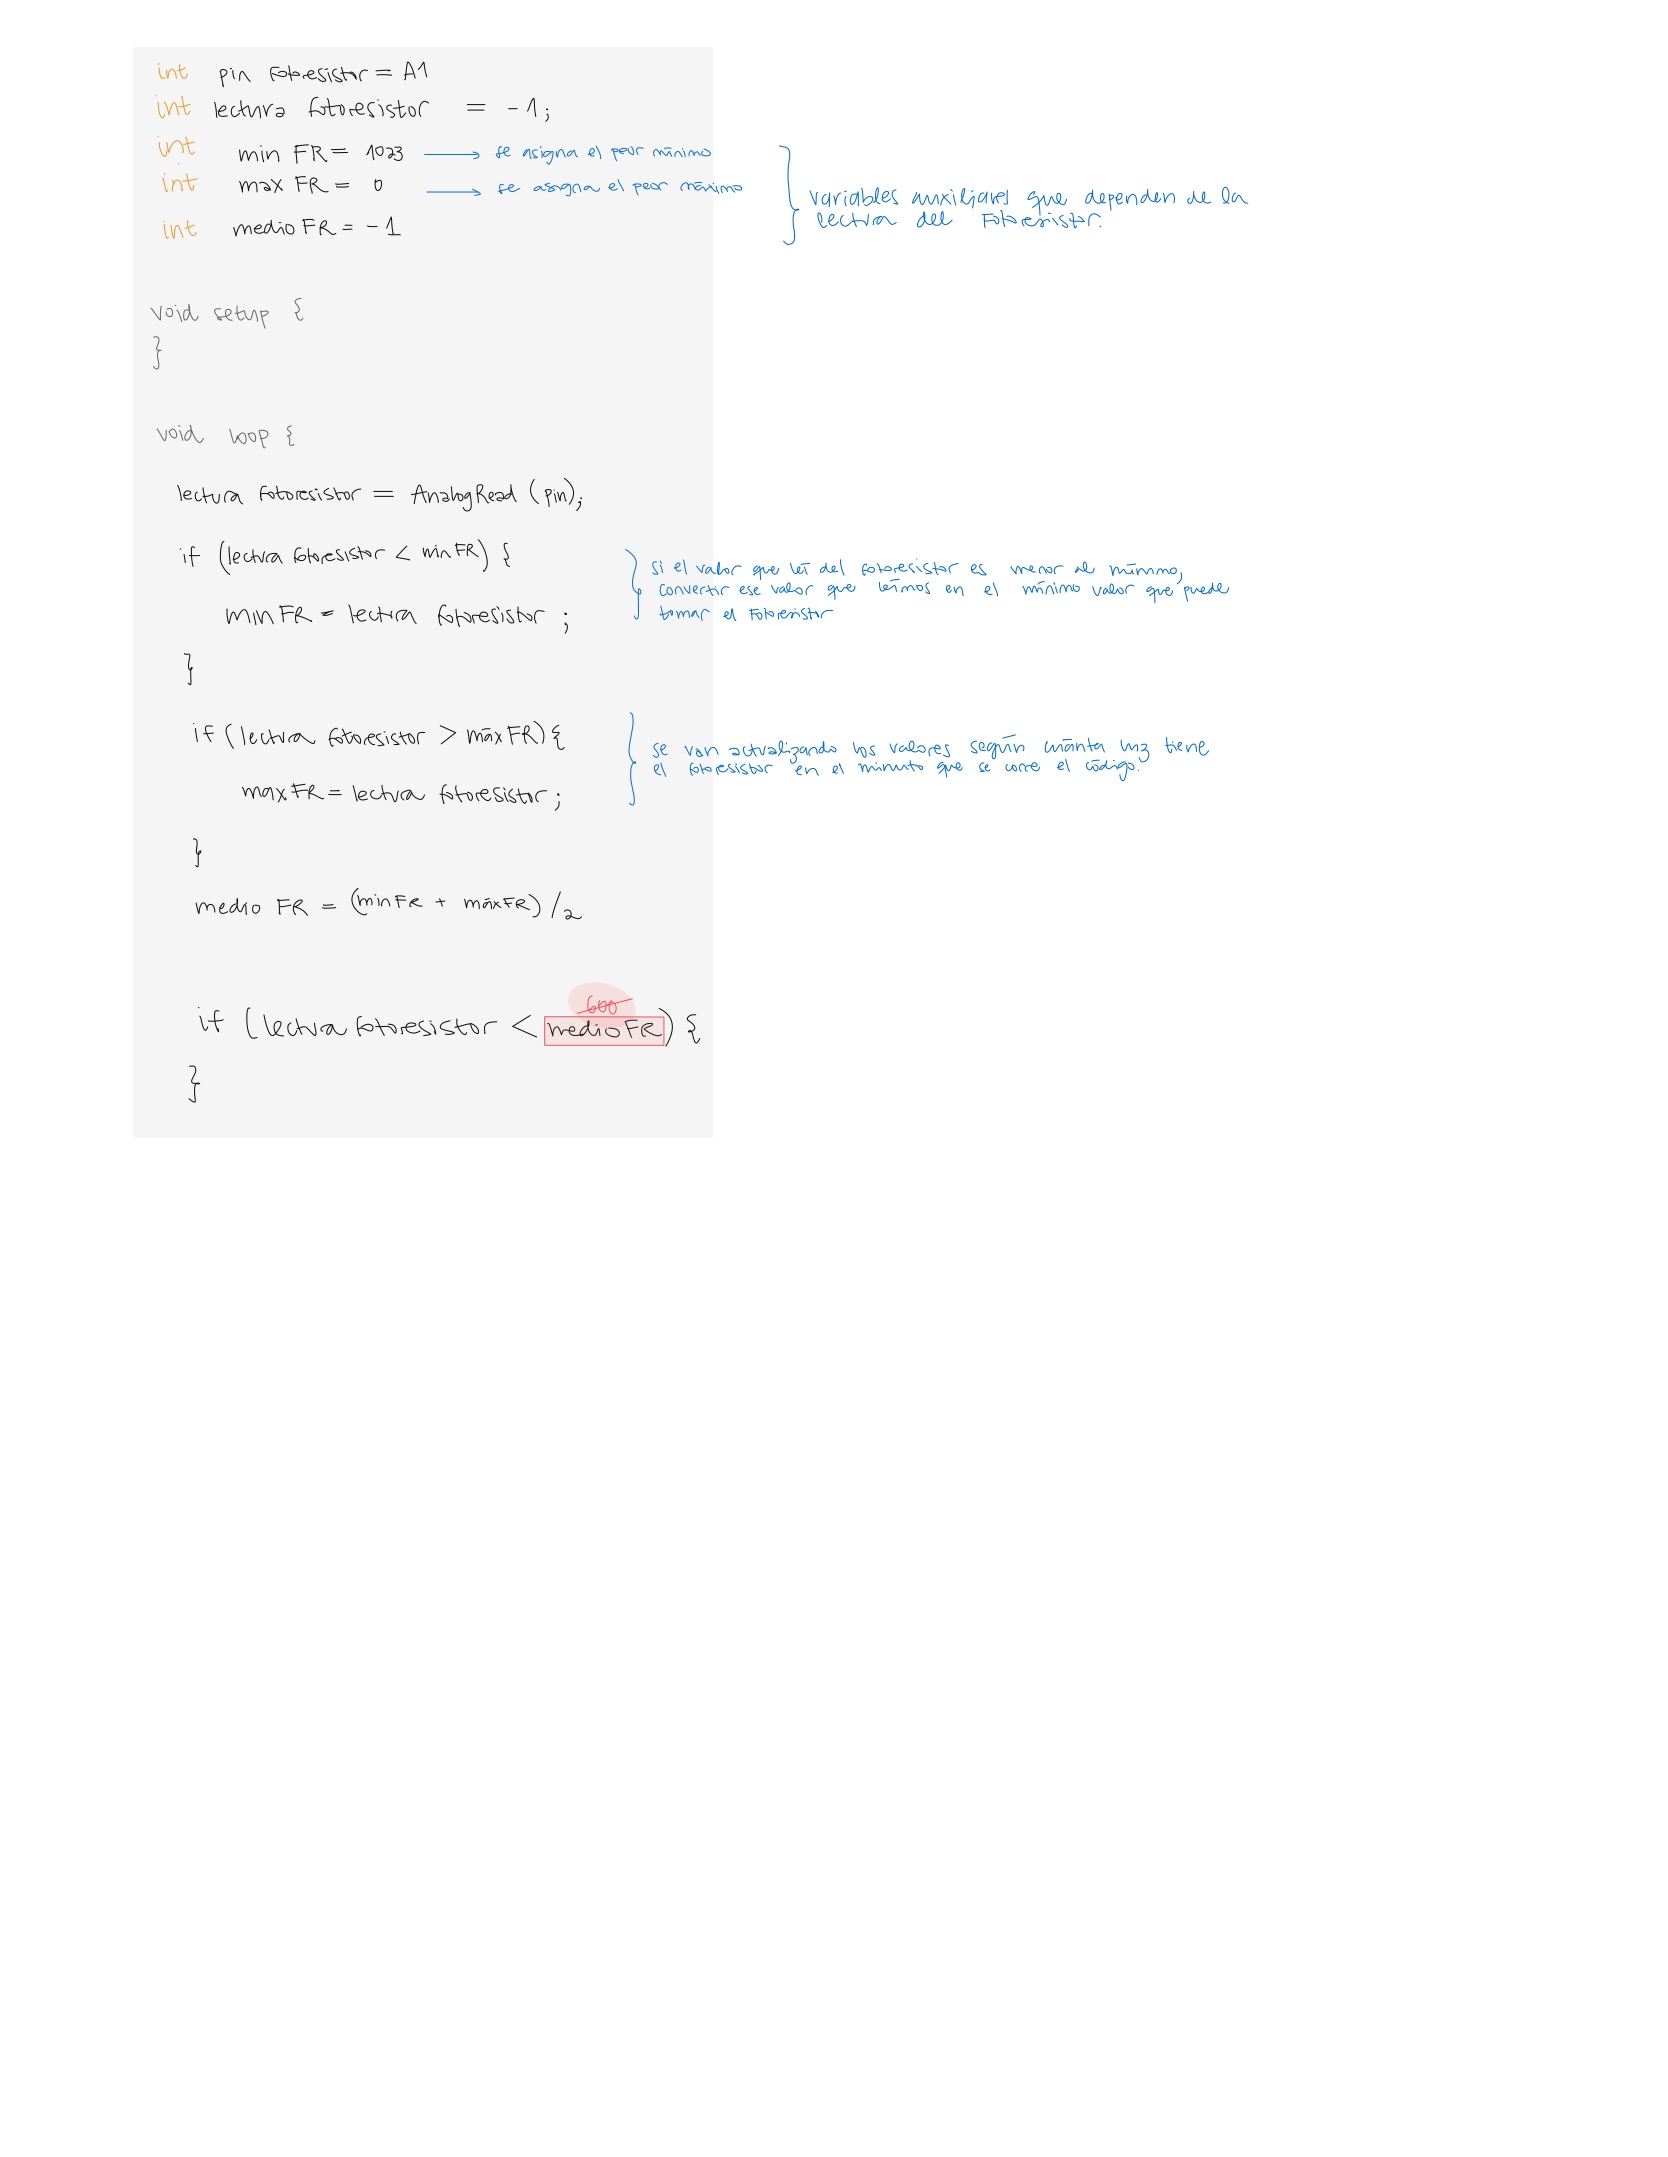 int pin fotoresistor = A1
int lectura fotoresistor = -1;
int min FR = 1023 → se asigna el peor mínimo
int max FR = 0 → se asigna el peor máximo
int medio FR = -1
variables auxiliares que dependen de la
lectura del fotoresistor.
void setup {
}
void loop {
lectura fotoresistor = AnalogRead (pin);
if (lectura fotoresistor < min FR) {
min FR = lectura fotoresistor ;
}
si el valor que leí del fotoresistor es menor al mínimo,
convertir ese valor que leímos en el mínimo valor que puede
tomar el fotoresistor
if (lectura fotoresistor > máx FR) {
max FR = lectura fotoresistor ;
}
se van actualizando los valores según cuánta luz tiene
el fotoresistor en el minuto que se corre el código.
medio FR = (min FR + máx FR) /2
600
if (lectura fotoresistor < medio FR) {
}